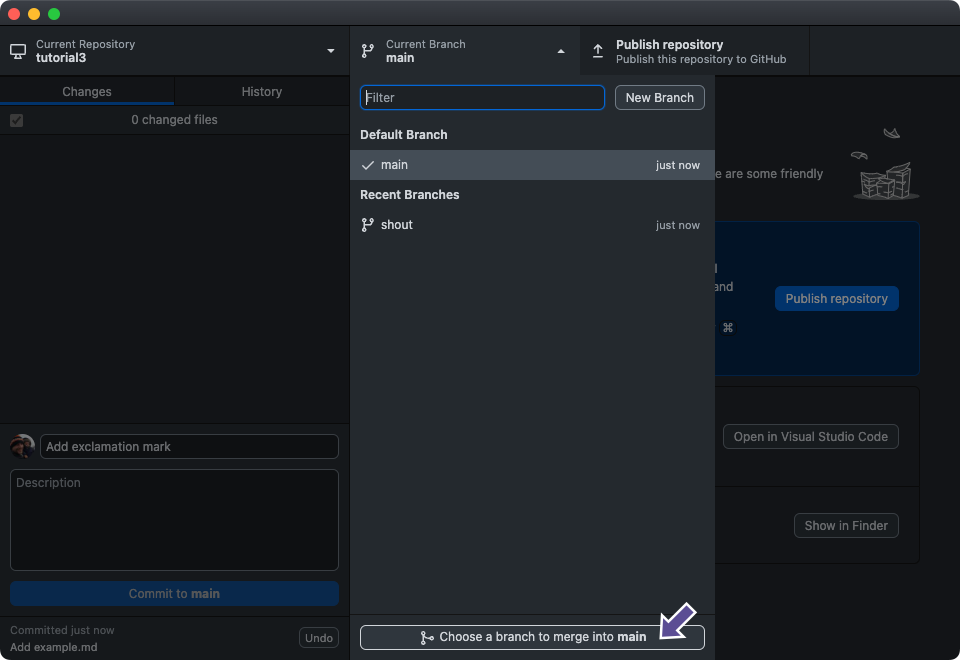 Current Repository
tutorial3
Current Branch
main
Publish repository
Publish this repository to GitHub
Changes
History
0 changed files
Filter
New Branch
Default Branch
main
just now
Recent Branches
shout
just now
e are some friendly
and
Publish repository
⌘
Open in Visual Studio Code
Show in Finder
Add exclamation mark
Description
Commit to main
Committed just now
Add example.md
Undo
Choose a branch to merge into main